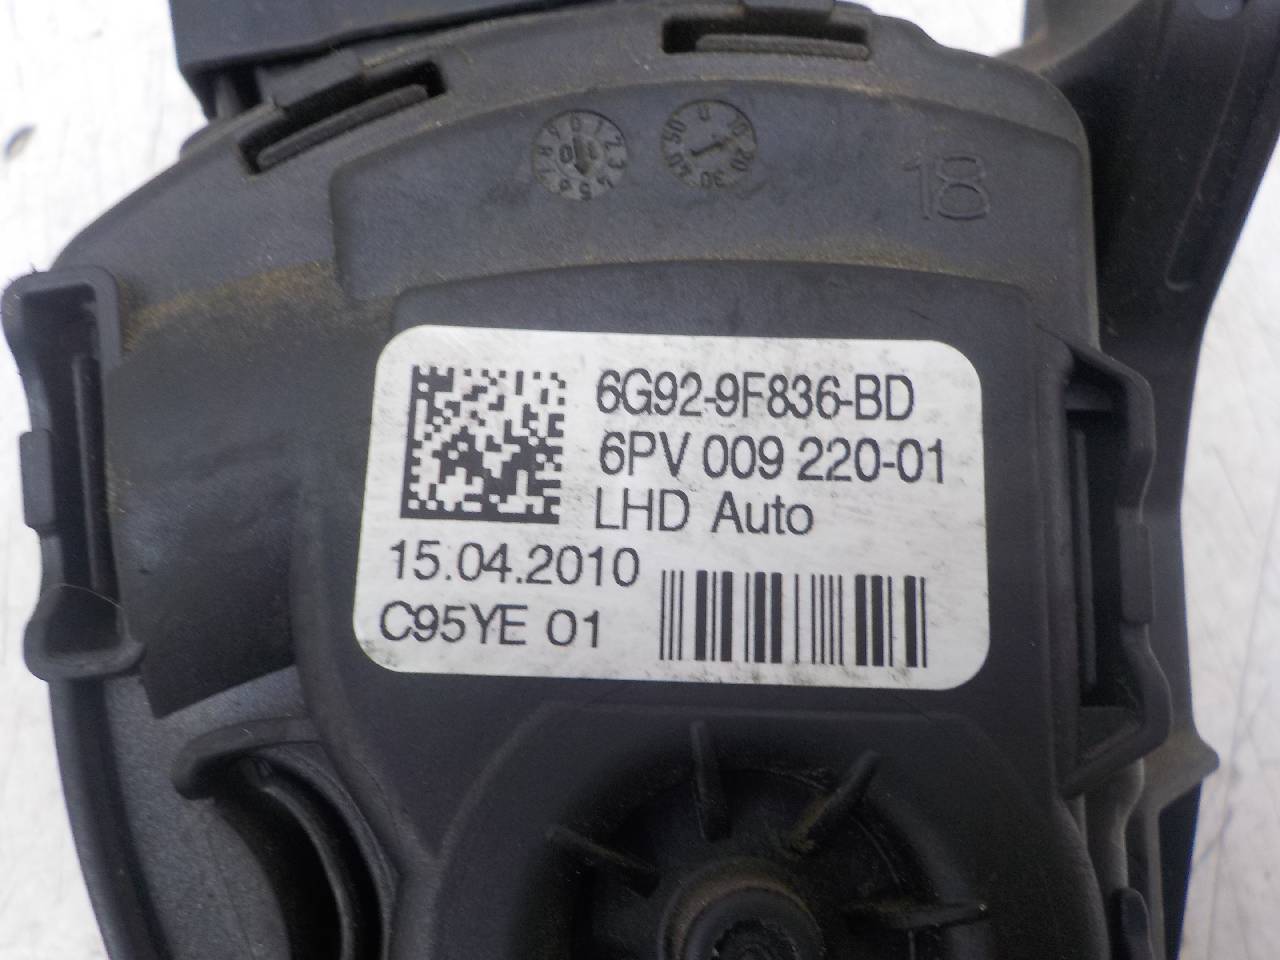 18
6G92-9F836-BD
6PV 009 220-01
LHD Auto
15.04.2010
C95YE 01